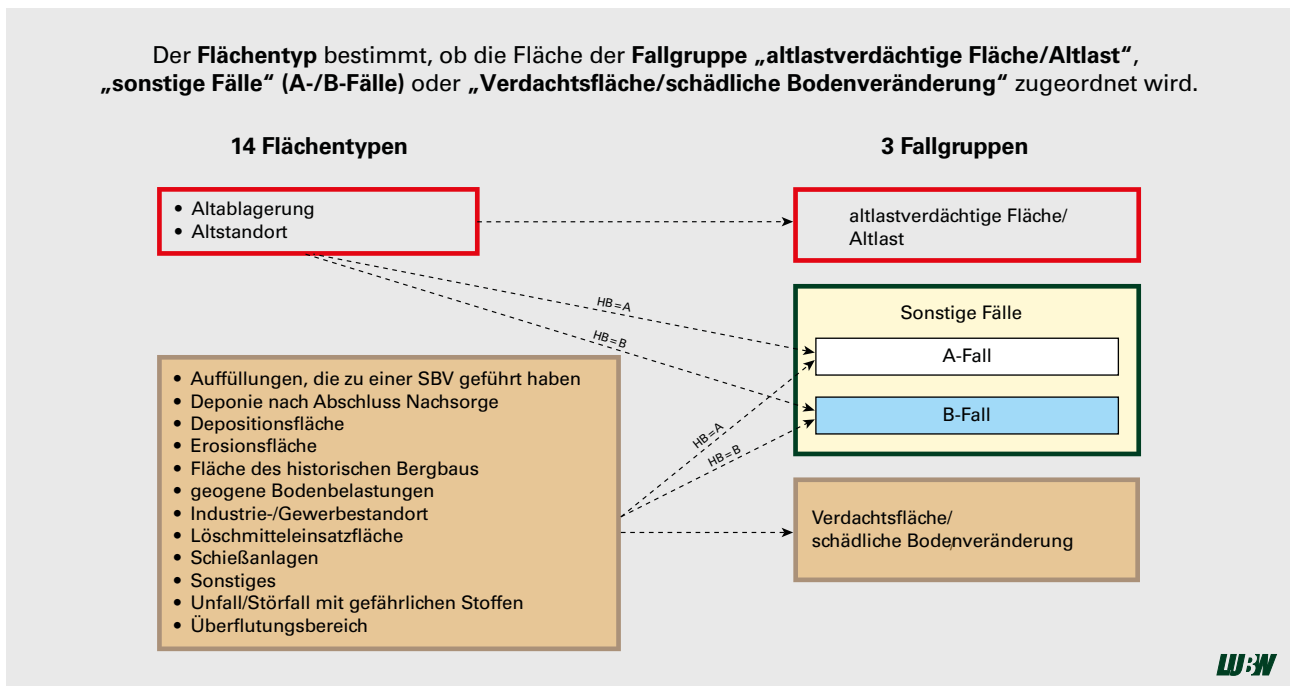 Der Flächentyp bestimmt, ob die Fläche der Fallgruppe „altlastverdächtige Fläche/Altlast“,
„sonstige Fälle“ (A-/B-Fälle) oder „Verdachtsfläche/schädliche Bodenveränderung“ zugeordnet wird.
14 Flächentypen
3 Fallgruppen
• Altablagerung
• Altstandort
altlastverdächtige Fläche/
Altlast
HB=A
HB=B
Sonstige Fälle
A-Fall
B-Fall
• Auffüllungen, die zu einer SBV geführt haben
• Deponie nach Abschluss Nachsorge
• Depositionsfläche
• Erosionsfläche
• Fläche des historischen Bergbaus
• geogene Bodenbelastungen
• Industrie-/Gewerbestandort
• Löschmitteleinsatzfläche
• Schießanlagen
• Sonstiges
• Unfall/Störfall mit gefährlichen Stoffen
• Überflutungsbereich
HB=A
HB=B
Verdachtsfläche/
schädliche Bodenveränderung
LUBW